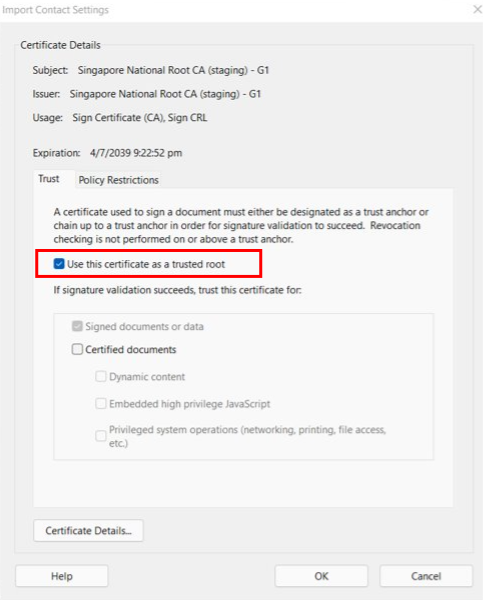 Import Contact Settings
Certificate Details
Subject: Singapore National Root CA (staging) - G1
Issuer: Singapore National Root CA (staging) - G1
Usage: Sign Certificate (CA), Sign CRL
Expiration: 4/7/2039 9:22:52 pm
Trust Policy Restrictions
A certificate used to sign a document must either be designated as a trust anchor or
chain up to a trust anchor in order for signature validation to succeed. Revocation
checking is not performed on or above a trust anchor.
Use this certificate as a trusted root
If signature validation succeeds, trust this certificate for:
Signed documents or data
Certified documents
Dynamic content
Embedded high privilege JavaScript
Privileged system operations (networking, printing, file access,
etc.)
Certificate Details...
Help OK Cancel